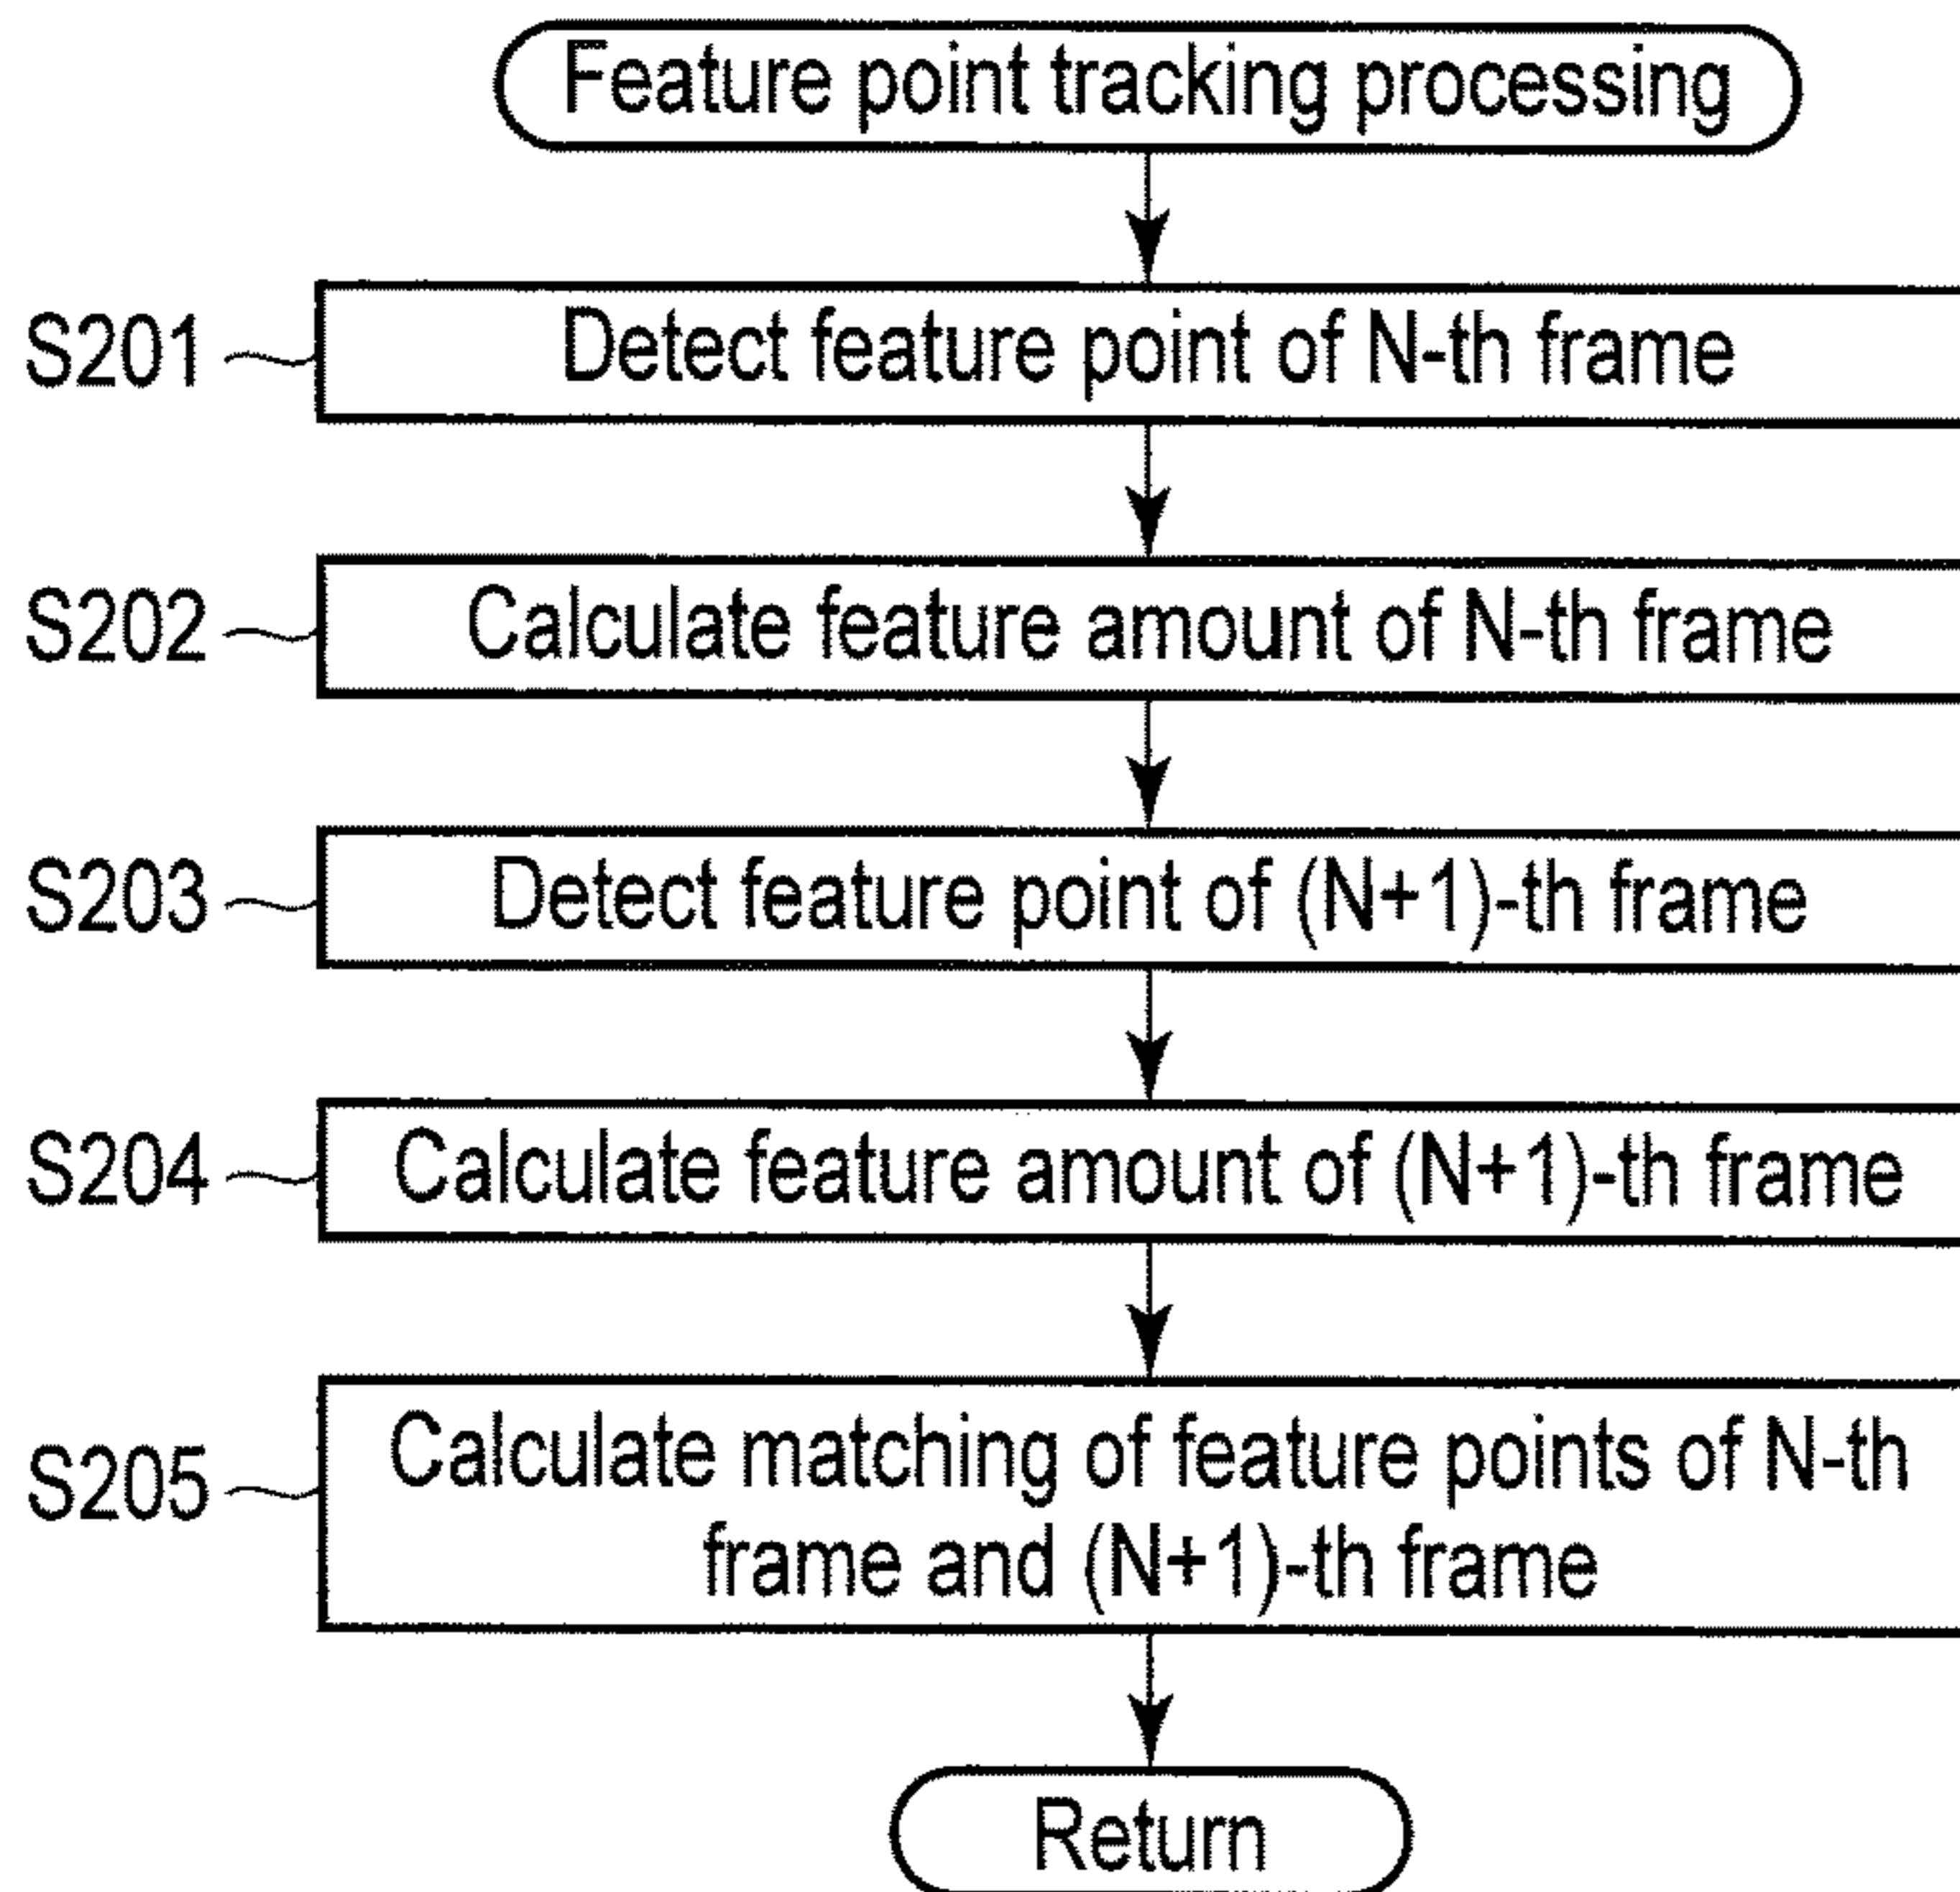 Feature point tracking processing
S201
Detect feature point of N-th frame
S202
Calculate feature amount of N-th frame
S203
Detect feature point of (N+1)-th frame
S204
Calculate feature amount of (N+1)-th frame
S205
Calculate matching of feature points of N-th
frame and (N+1)-th frame
Return